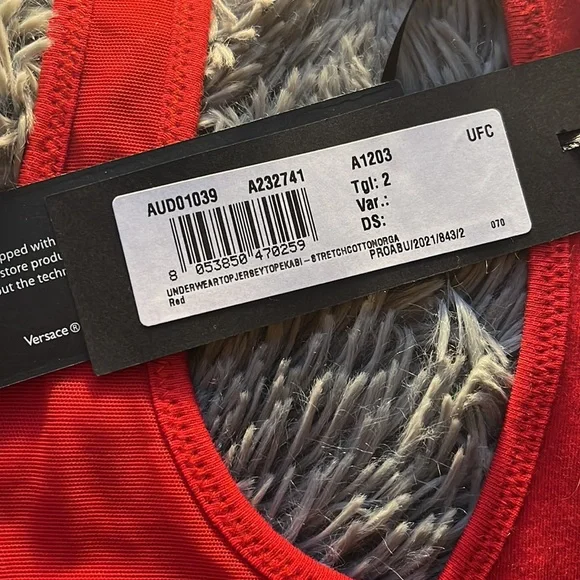 UFC
AUD01039 A232741 A1203
Tgl: 2
Var.:
DS:
8 053850 470259
UNDERWEARTOPJERSEYTOPEKABI-STRETCHCOTTONORGA
Red
PROABU/2021/843/2 070
pped with
store produ
out the techn
Versace®